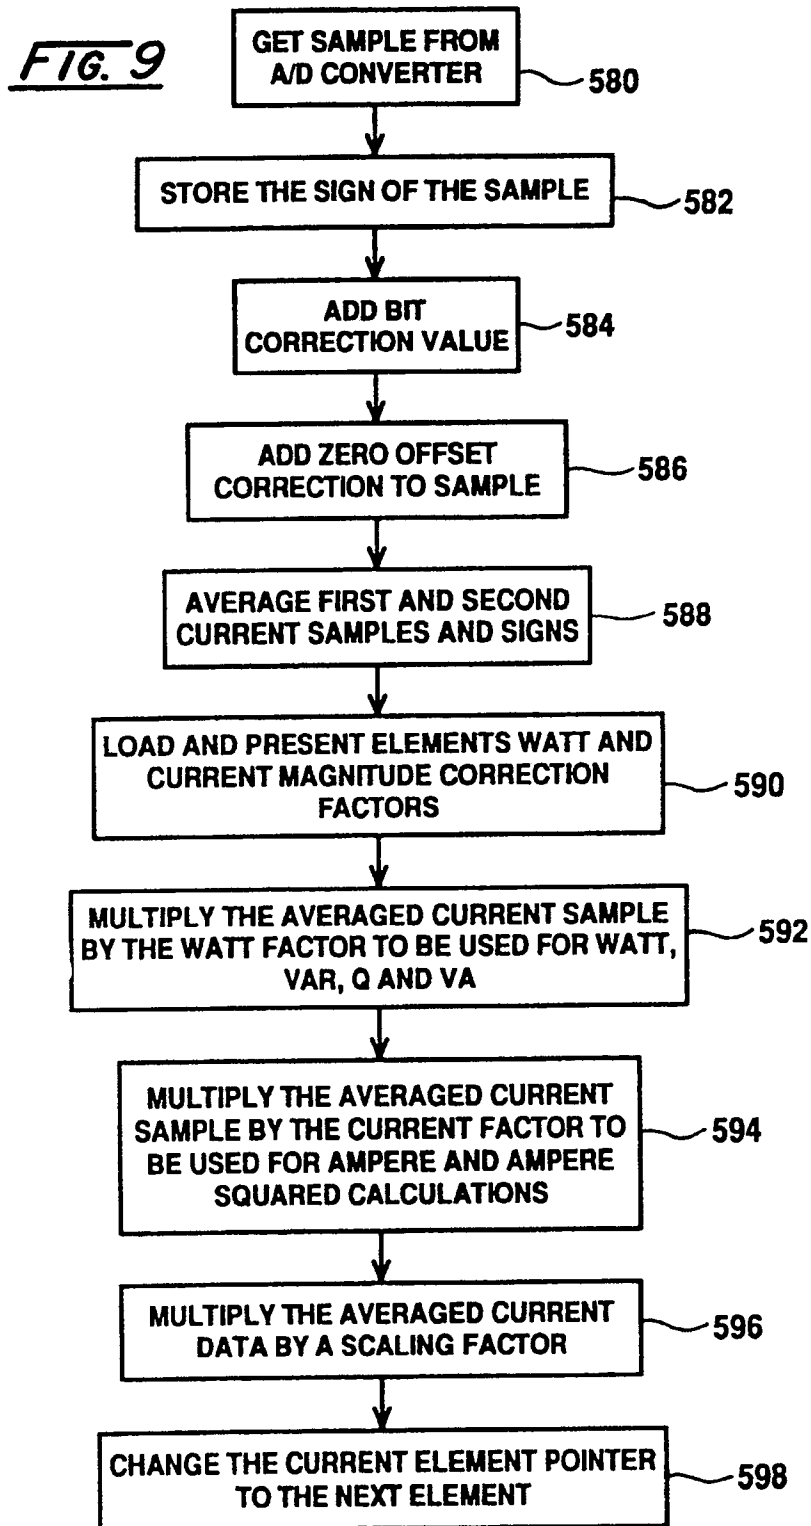 FIG. 9
GET SAMPLE FROM
A/D CONVERTER
580
STORE THE SIGN OF THE SAMPLE
582
ADD BIT
CORRECTION VALUE
584
ADD ZERO OFFSET
CORRECTION TO SAMPLE
586
AVERAGE FIRST AND SECOND
CURRENT SAMPLES AND SIGNS
588
LOAD AND PRESENT ELEMENTS WATT AND
CURRENT MAGNITUDE CORRECTION
FACTORS
590
MULTIPLY THE AVERAGED CURRENT SAMPLE
BY THE WATT FACTOR TO BE USED FOR WATT,
VAR, Q AND VA
592
MULTIPLY THE AVERAGED CURRENT
SAMPLE BY THE CURRENT FACTOR TO
BE USED FOR AMPERE AND AMPERE
SQUARED CALCULATIONS
594
MULTIPLY THE AVERAGED CURRENT
DATA BY A SCALING FACTOR
596
CHANGE THE CURRENT ELEMENT POINTER
TO THE NEXT ELEMENT
598